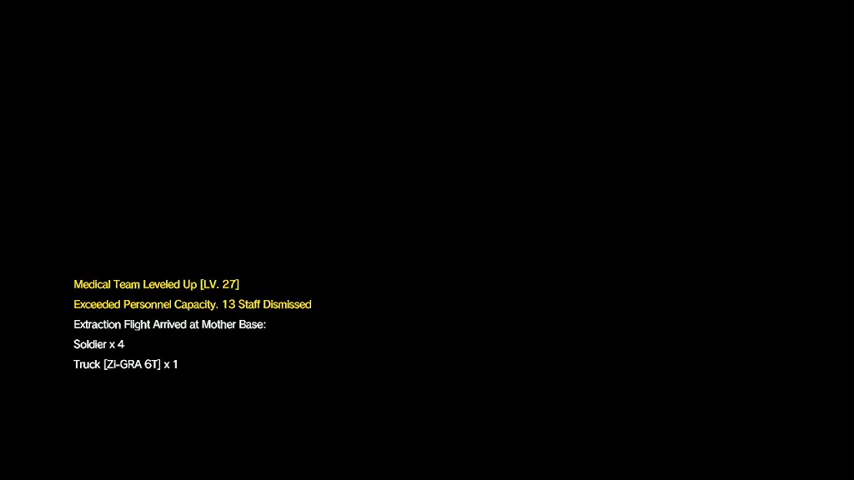 Medical Team Leveled Up [LV. 27]
Exceeded Personnel Capacity. 13 Staff Dismissed
Extraction Flight Arrived at Mother Base:
Soldier x 4
Truck [Zi-GRA 6T] x 1